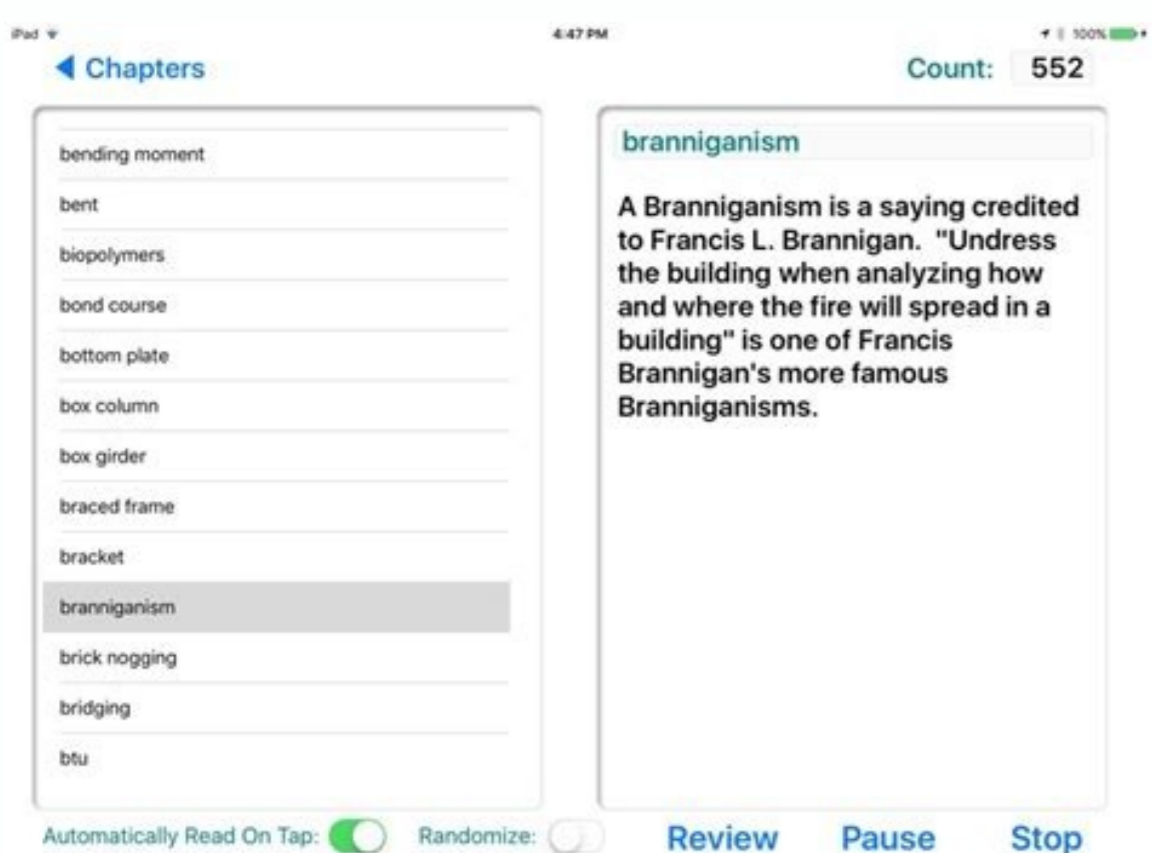 iPad
4:47 PM
100%
Chapters
Count: 552
bending moment
bent
biopolymers
bond course
bottom plate
box column
box girder
braced frame
bracket
branniganism
brick nogging
bridging
btu
branniganism
A Branniganism is a saying credited
to Francis L. Brannigan.  "Undress
the building when analyzing how
and where the fire will spread in a
building" is one of Francis
Brannigan's more famous
Branniganisms.
Automatically Read On Tap:
Randomize:
Review
Pause
Stop